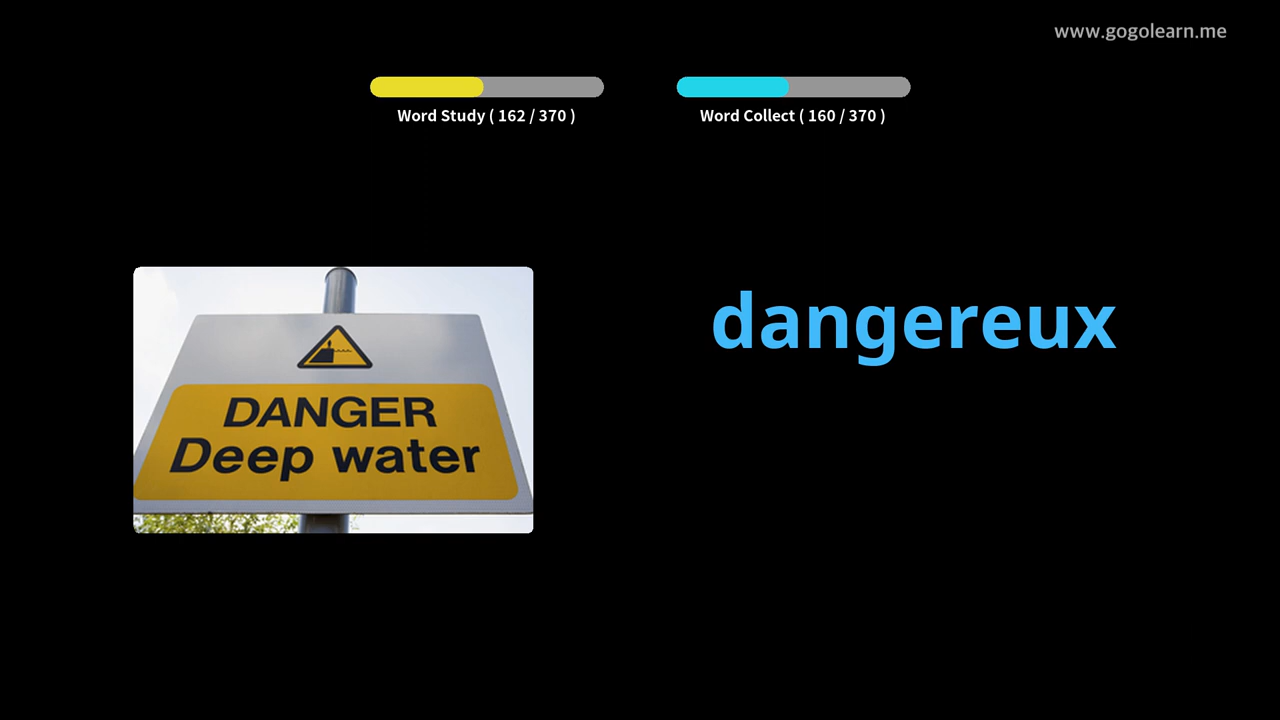 www.gogolearn.me
Word Study ( 162 / 370 )
Word Collect ( 160 / 370 )
dangereux
DANGER
Deep water